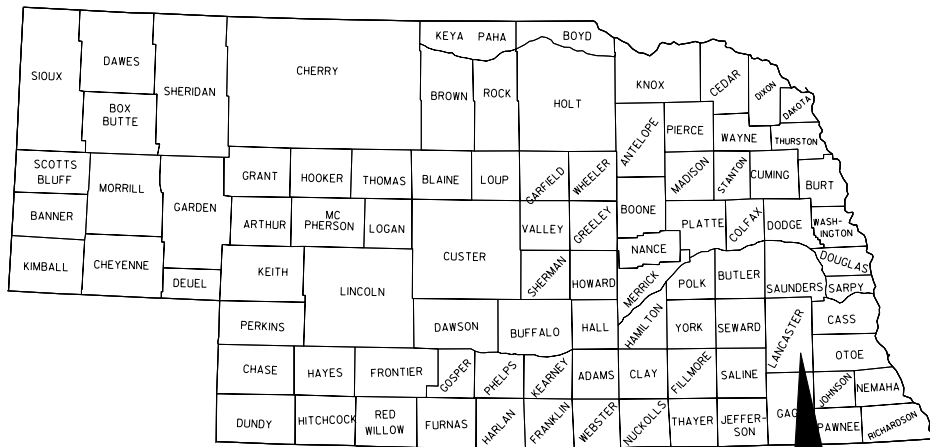 KEYA PAHA
BOYD
SIOUX
DAWES
SHERIDAN
CHERRY
BROWN
ROCK
HOLT
KNOX
CEDAR
DIXON
DAKOTA
BOX
BUTTE
ANTELOPE
PIERCE
WAYNE
THURSTON
SCOTTS
BLUFF
MORRILL
GARDEN
GRANT
HOOKER
THOMAS
BLAINE
LOUP
GARFIELD
WHEELER
MADISON
STANTON
CUMING
BURT
BANNER
ARTHUR
MC
PHERSON
LOGAN
CUSTER
VALLEY
GREELEY
BOONE
PLATTE
COLFAX
DODGE
WASH-
INGTON
NANCE
KIMBALL
CHEYENNE
DEUEL
KEITH
LINCOLN
SHERMAN
HOWARD
MERRICK
POLK
BUTLER
SAUNDERS
DOUGLAS
SARPY
PERKINS
DAWSON
BUFFALO
HALL
HAMILTON
YORK
SEWARD
LANCASTER
CASS
OTOE
CHASE
HAYES
FRONTIER
GOSPER
PHELPS
KEARNEY
ADAMS
CLAY
FILLMORE
SALINE
JOHNSON
NEMAHA
DUNDY
HITCHCOCK
RED
WILLOW
FURNAS
HARLAN
FRANKLIN
WEBSTER
NUCKOLLS
THAYER
JEFFER-
SON
GAG
PAWNEE
RICHARDSON